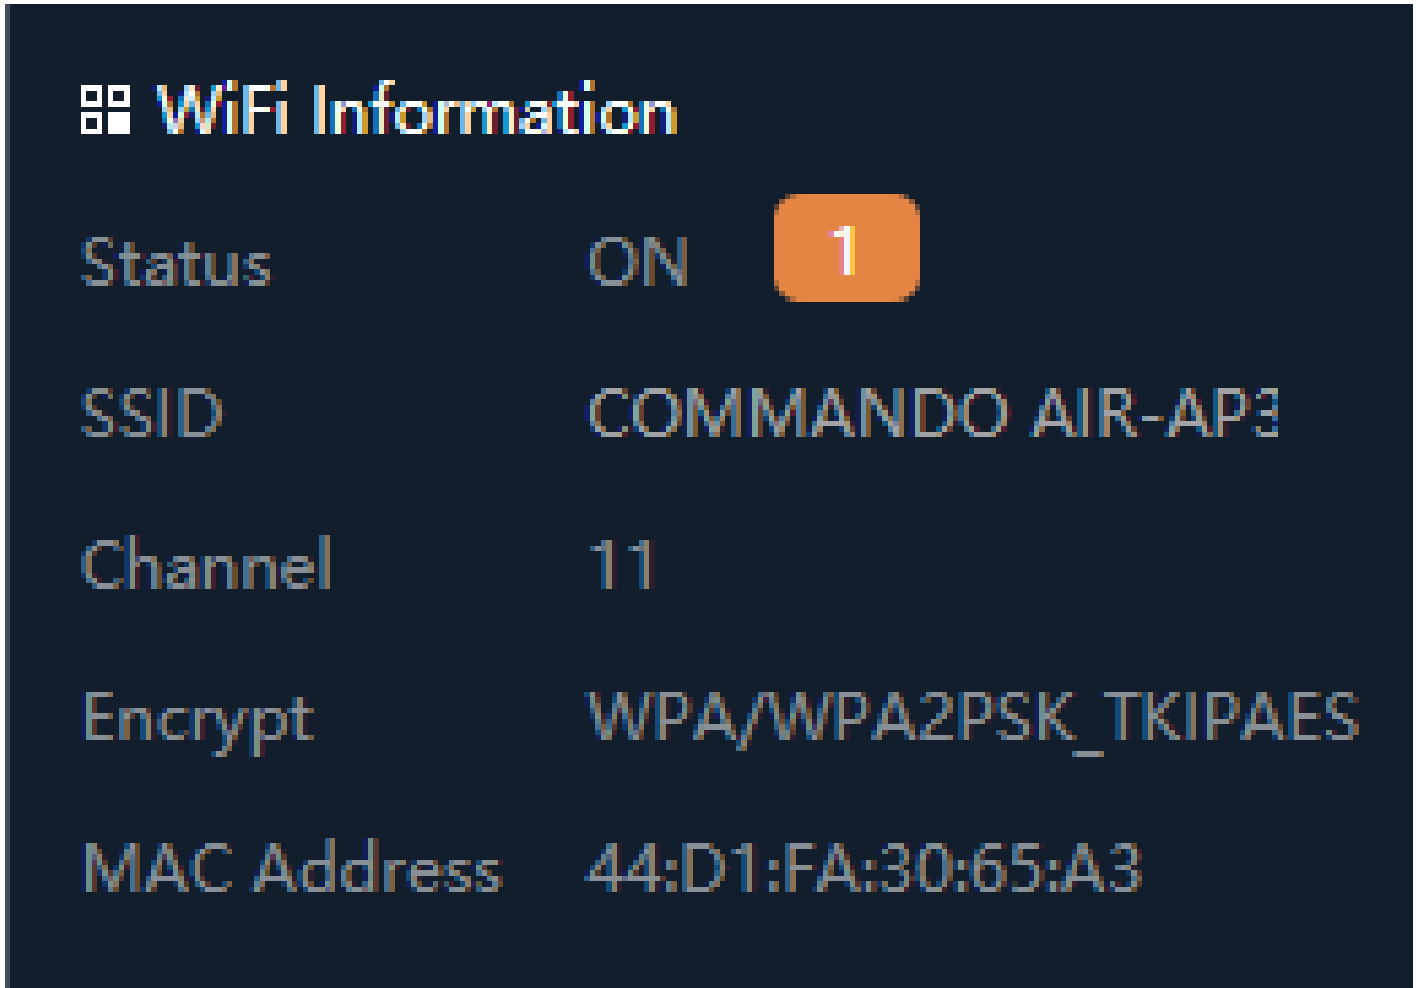 WiFi Information
Status ON 1
SSID COMMANDO AIR-AP3
Channel 11
Encrypt WPA/WPA2PSK_TKIPAES
MAC Address 44:D1:FA:30:65:A3